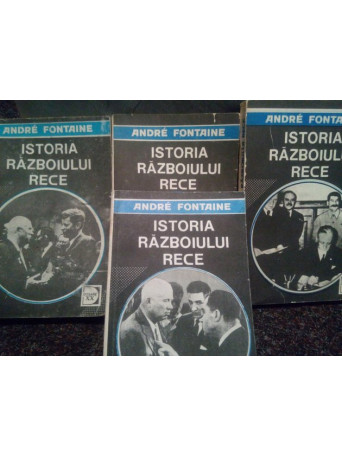 ANDRÉ FONTAINE
ISTORIA
RĂZBOIULUI
RECE
ANDRÉ FONTAINE
ISTORIA
RĂZBOIULUI
RECE
ANDRÉ FONTAINE
ISTORIA
RĂZBOIULUI
RECE
ANDRÉ FONTAINE
ISTORIA
RĂZBOIULU
RECE